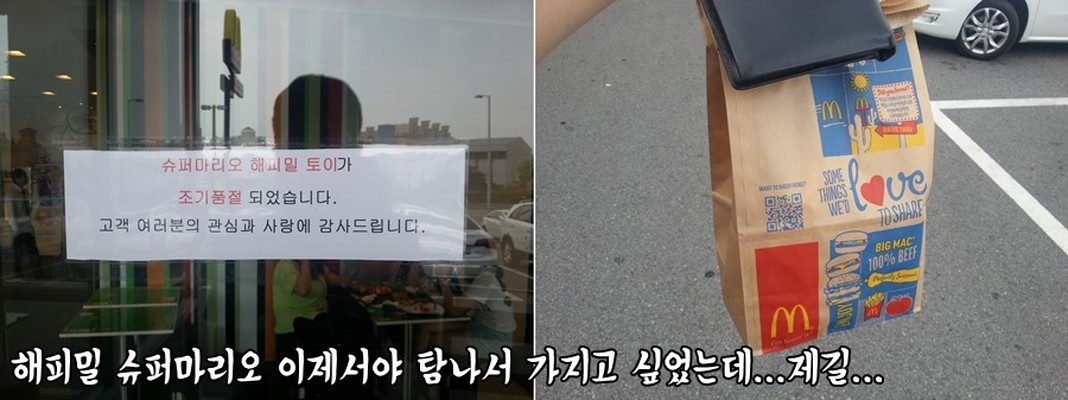 슈퍼마리오 해피밀 토이가
조기품절 되었습니다.
고객 여러분의 관심과 사랑에 감사드립니다.
SOME
THINGS
WE'D
love
TO SHARE
BIG MAC
100% BEEF
해피밀 슈퍼마리오 이제서야 탐나서 가지고 싶었는데...제길...